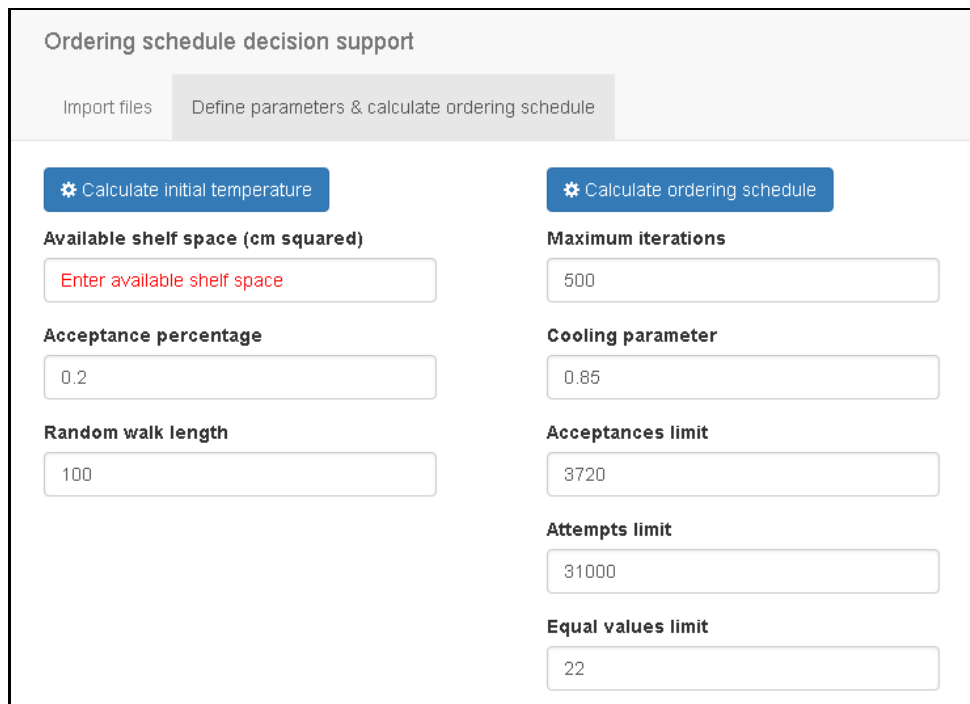 Ordering schedule decision support
Import files
Define parameters & calculate ordering schedule
Calculate initial temperature
Available shelf space (cm squared)
Enter available shelf space
Acceptance percentage
0.2
Random walk length
100
Calculate ordering schedule
Maximum iterations
500
Cooling parameter
0.85
Acceptances limit
3720
Attempts limit
31000
Equal values limit
22